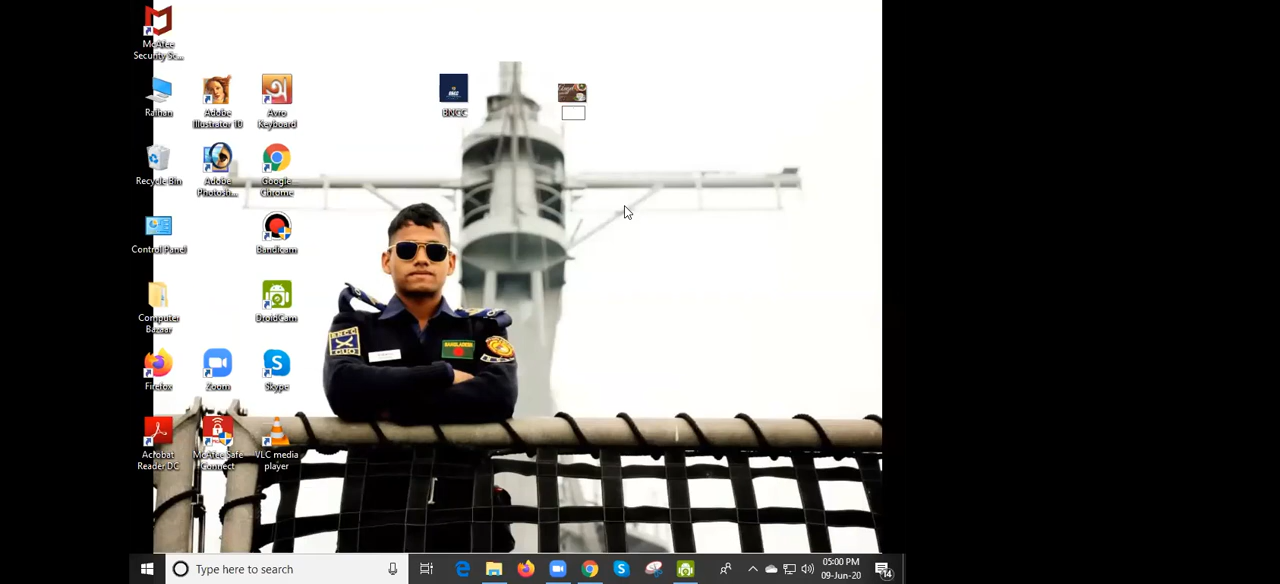 McAfee
Security Sc...
Raihan
Adobe
Illustrator 10
অ
Avro
Keyboard
BNCC
Recycle Bin
Adobe
Photosh...
Google
Chrome
Control Panel
Bandicam
Computer
Bazaar
DroidCam
BANGLADESH
Firefox
Zoom
Skype
Acrobat
Reader DC
McAfee Safe
Connect
VLC media
player
Type here to search
05:00 PM
09-Jun-20
14